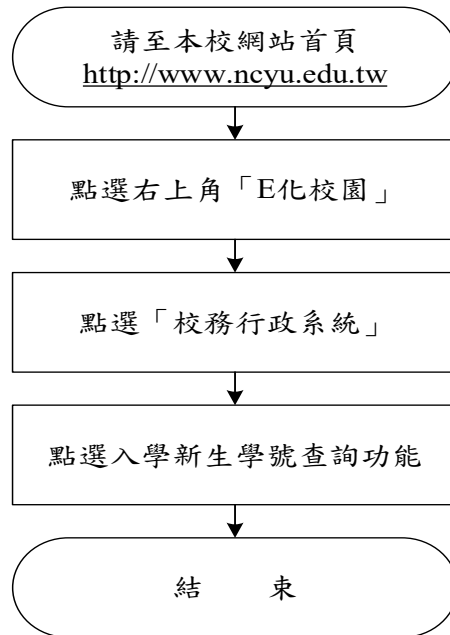 請至本校網站首頁
http://www.ncyu.edu.tw
點選右上角「E化校園」
點選「校務行政系統」
點選入學新生學號查詢功能
結　　束